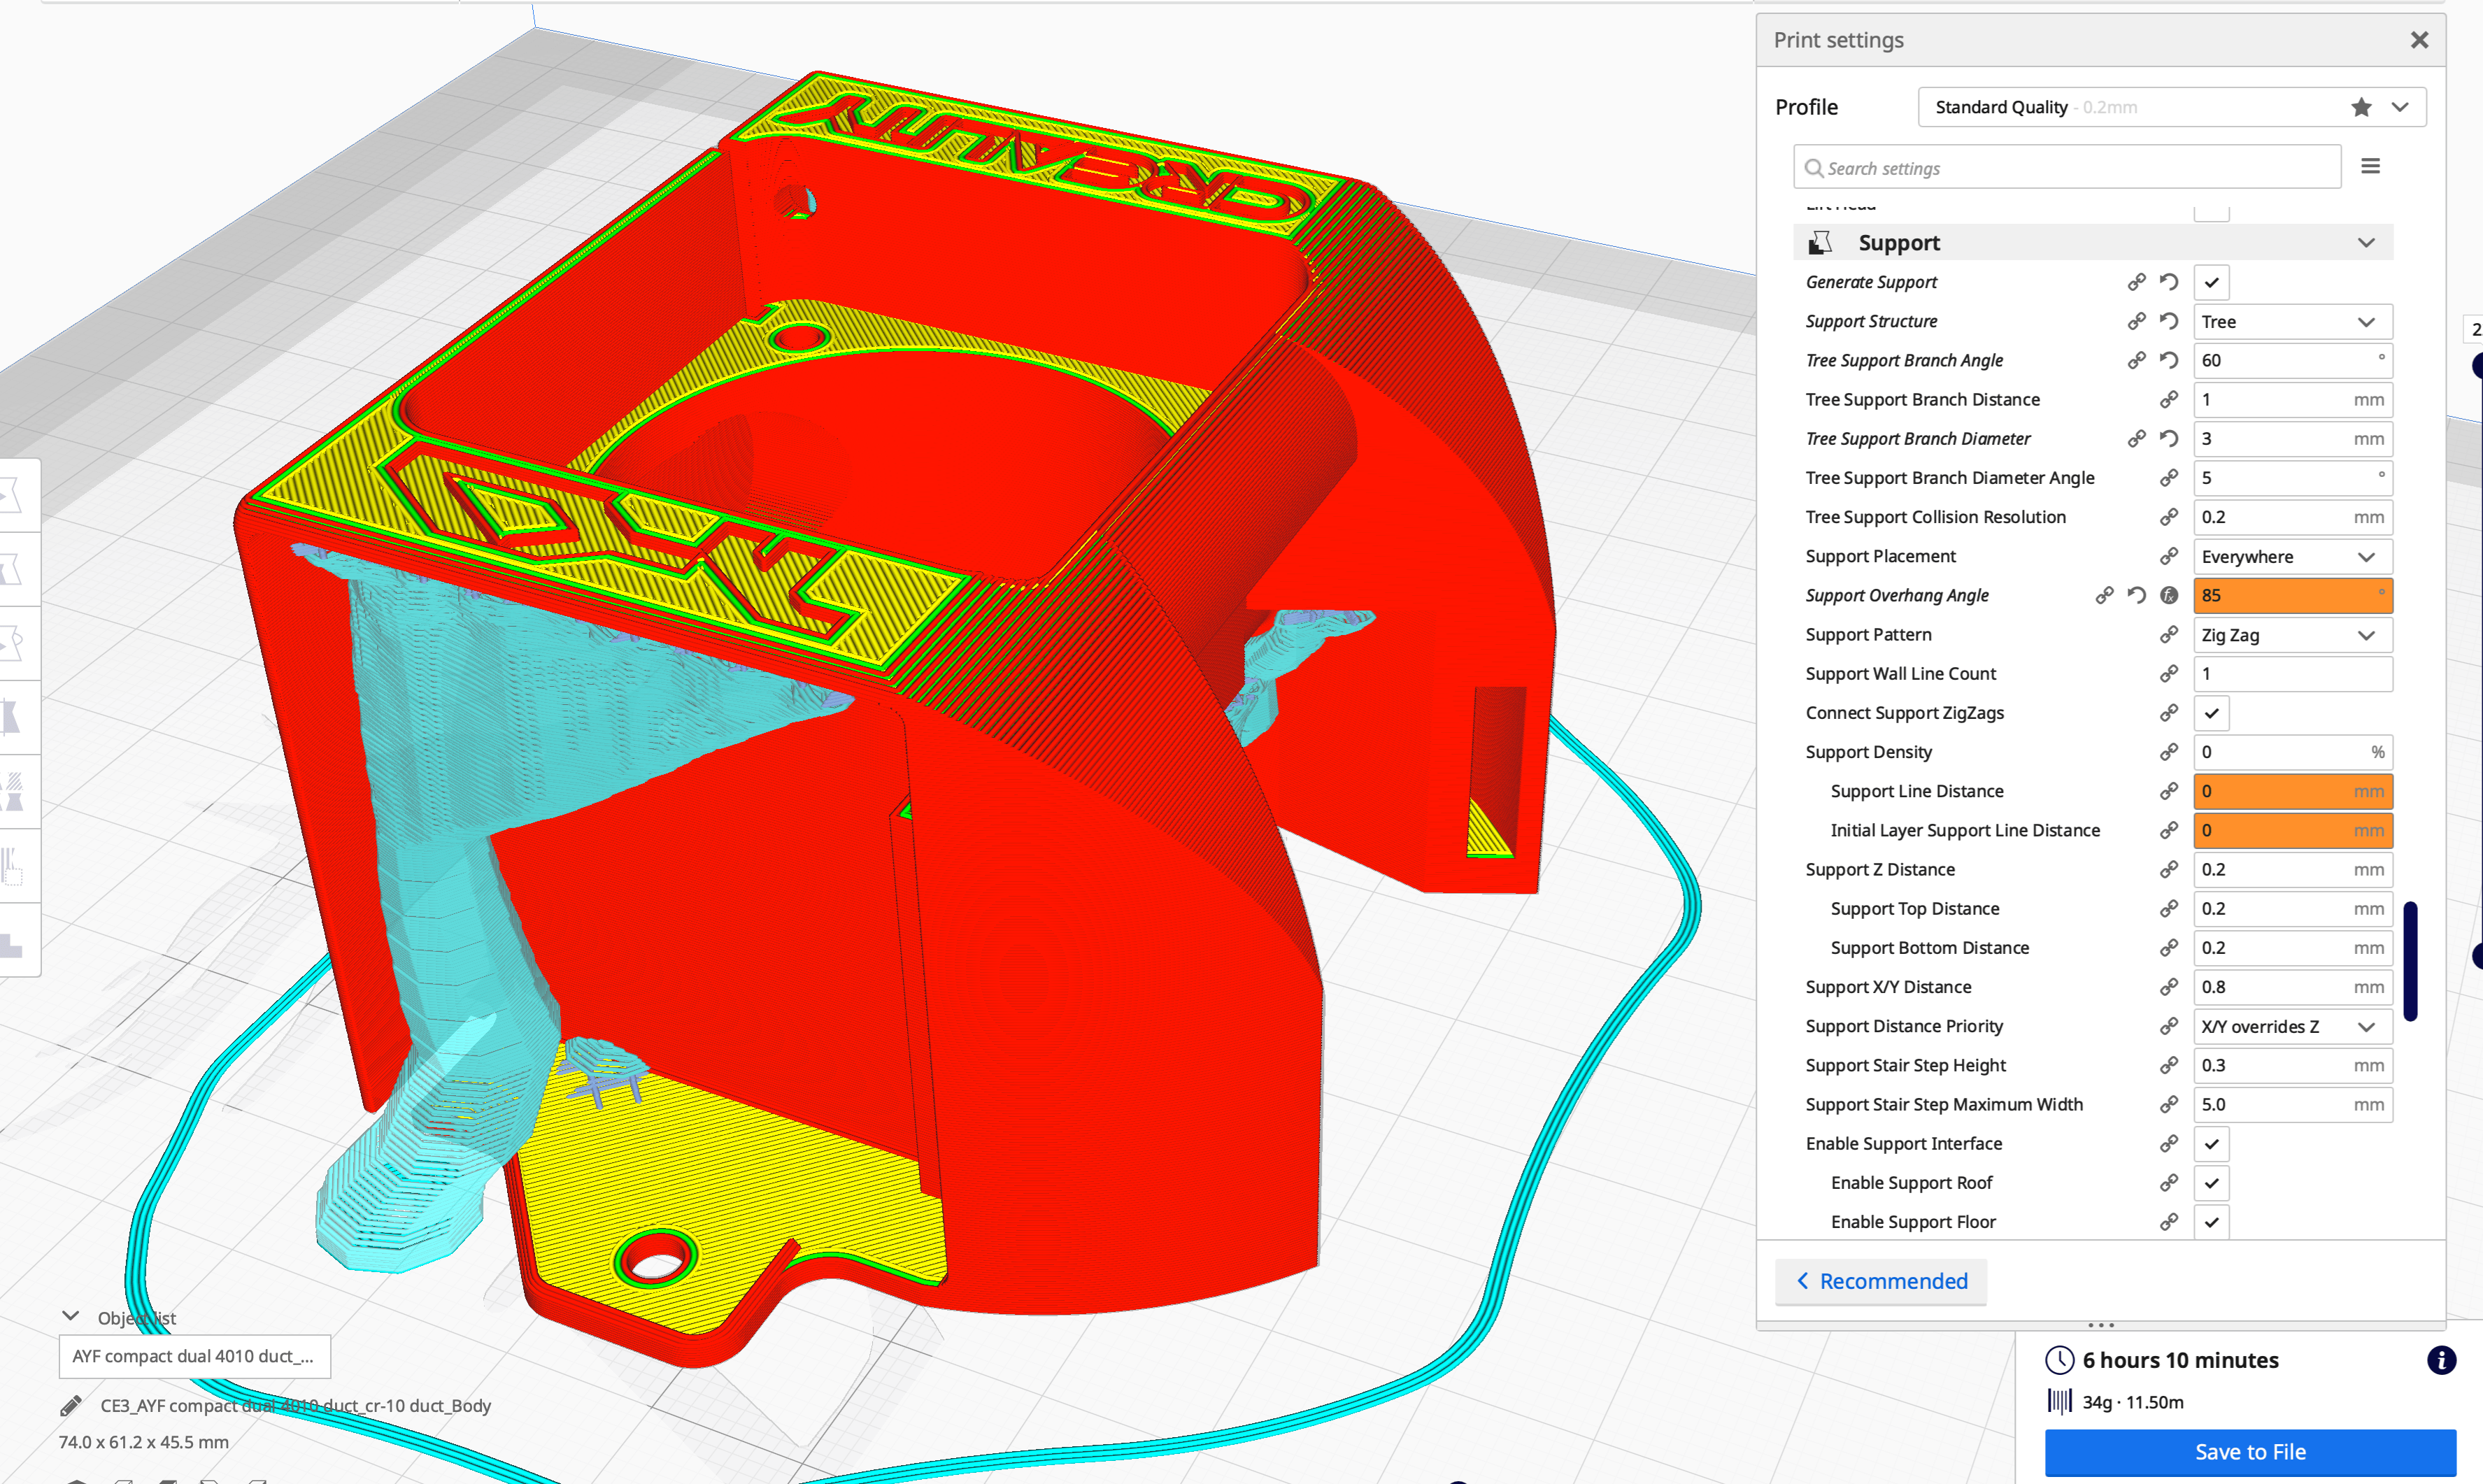 Print settings
Profile
Standard Quality - 0.2mm
Search settings
Lift Head
Support
Generate Support
Support Structure Tree
Tree Support Branch Angle 60 °
Tree Support Branch Distance 1 mm
Tree Support Branch Diameter 3 mm
Tree Support Branch Diameter Angle 5 °
Tree Support Collision Resolution 0.2 mm
Support Placement Everywhere
Support Overhang Angle 85 °
Support Pattern Zig Zag
Support Wall Line Count 1
Connect Support ZigZags
Support Density 0 %
Support Line Distance 0 mm
Initial Layer Support Line Distance 0 mm
Support Z Distance 0.2 mm
Support Top Distance 0.2 mm
Support Bottom Distance 0.2 mm
Support X/Y Distance 0.8 mm
Support Distance Priority X/Y overrides Z
Support Stair Step Height 0.3 mm
Support Stair Step Maximum Width 5.0 mm
Enable Support Interface
Enable Support Roof
Enable Support Floor
Recommended
2
6 hours 10 minutes
34g · 11.50m
Save to File
Object list
AYF compact dual 4010 duct_...
CE3_AYF compact dual 4010 duct_cr-10 duct_Body
74.0 x 61.2 x 45.5 mm